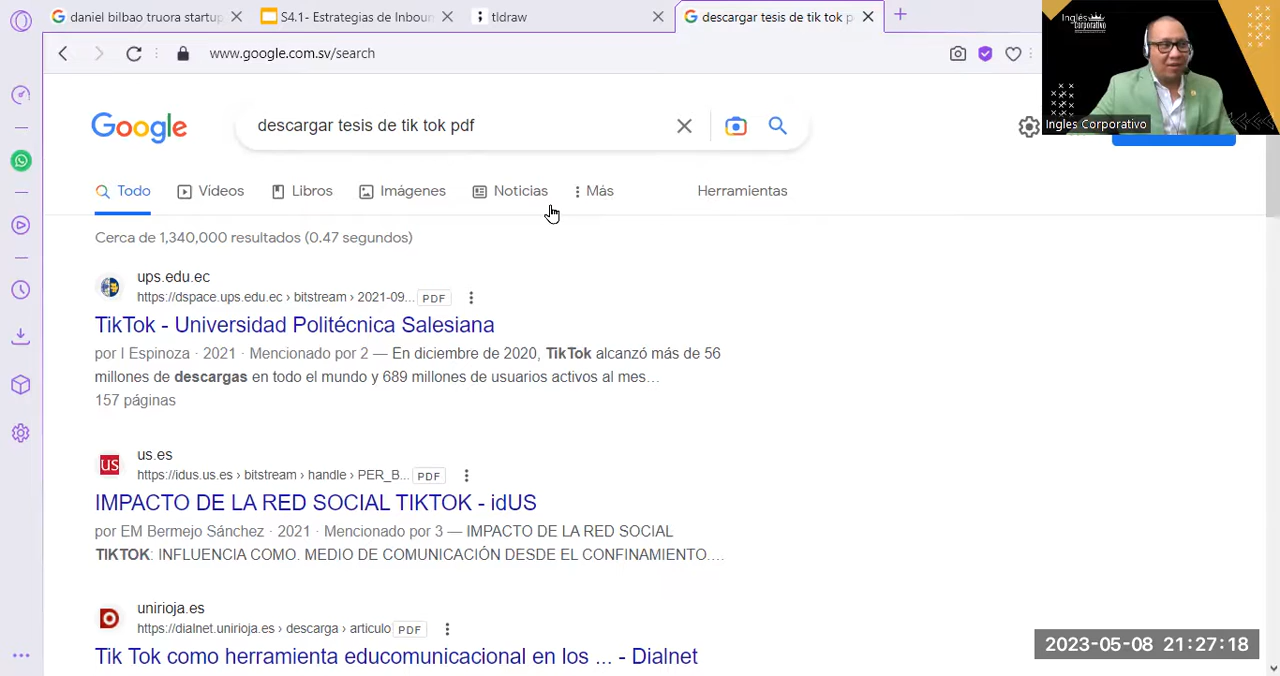 daniel bilbao truora startup
S4.1- Estrategias de Inboun
tldraw
descargar tesis de tik tok p
www.google.com.sv/search
Inglés
Corporativo
Ingles Corporativo
Google
descargar tesis de tik tok pdf
Todo
Videos
Libros
Imágenes
Noticias
Más
Herramientas
Cerca de 1,340,000 resultados (0.47 segundos)
ups.edu.ec
https://dspace.ups.edu.ec › bitstream › 2021-09... PDF
TikTok - Universidad Politécnica Salesiana
por I Espinoza · 2021 · Mencionado por 2 — En diciembre de 2020, TikTok alcanzó más de 56
millones de descargas en todo el mundo y 689 millones de usuarios activos al mes…
157 páginas
us.es
US
https://idus.us.es › bitstream › handle › PER_B... PDF
IMPACTO DE LA RED SOCIAL TIKTOK - idUS
por EM Bermejo Sánchez · 2021 · Mencionado por 3 — IMPACTO DE LA RED SOCIAL
TIKTOK: INFLUENCIA COMO. MEDIO DE COMUNICACIÓN DESDE EL CONFINAMIENTO.…
unirioja.es
https://dialnet.unirioja.es › descarga › articulo PDF
Tik Tok como herramienta educomunicacional en los ... - Dialnet
2023-05-08 21:27:18